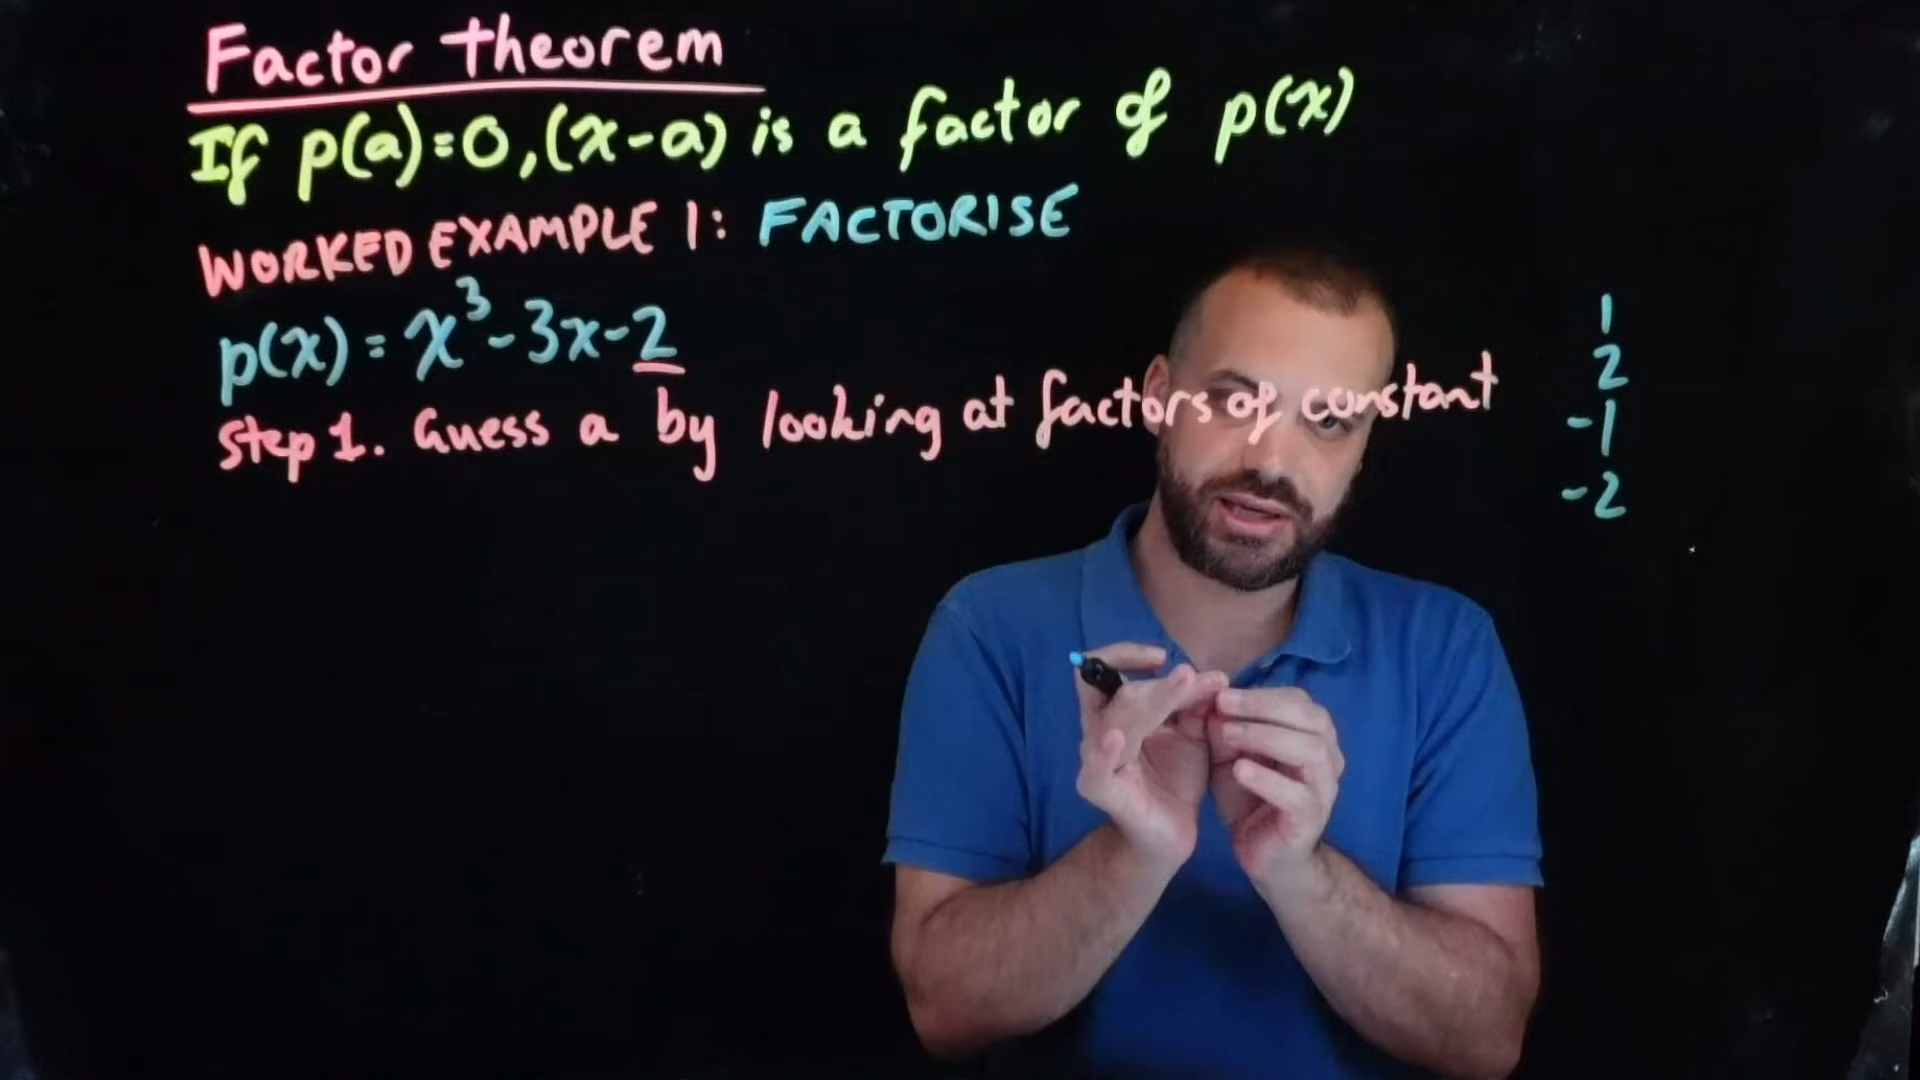 Factor theorem
If p(a)=0, (x-a) is a factor of p(x)
WORKED EXAMPLE 1: FACTORISE
p(x) = x³-3x-2
Step 1. Guess a by looking at factors of constant
1
2
-1
-2